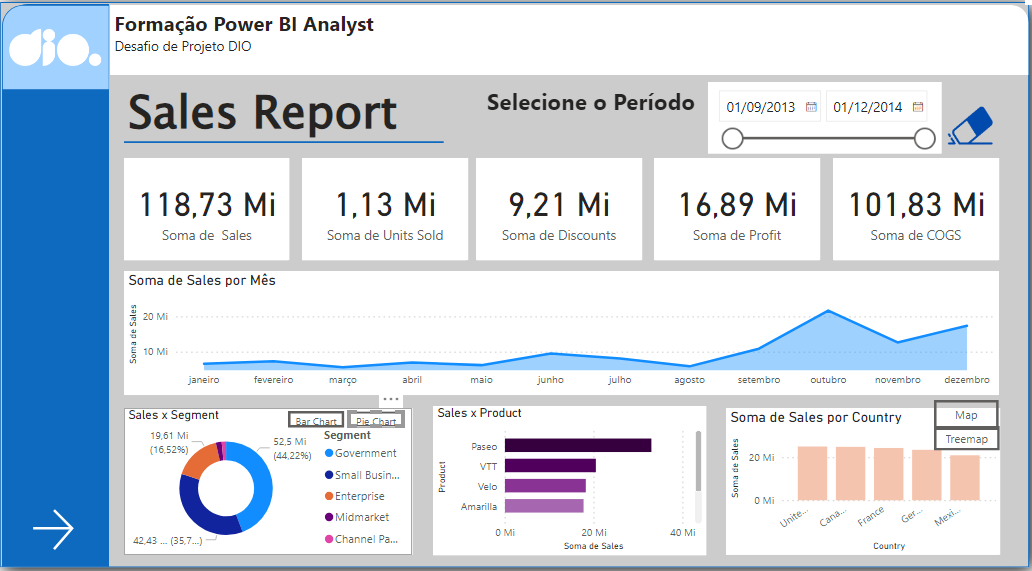 dio.
Formação Power BI Analyst
Desafio de Projeto DIO
Sales Report
Selecione o Período
01/09/2013
01/12/2014
118,73 Mi
Soma de Sales
1,13 Mi
Soma de Units Sold
9,21 Mi
Soma de Discounts
16,89 Mi
Soma de Profit
101,83 Mi
Soma de COGS
Soma de Sales por Mês
Soma de Sales
20 Mi
10 Mi
janeiro
fevereiro
março
abril
maio
junho
julho
agosto
setembro
outubro
novembro
dezembro
Sales x Segment
Bar Chart
Pie Chart
19,61 Mi
(16,52%)
52,5 Mi
(44,22%)
42,43 ... (35,7...)
Segment
Government
Small Busin...
Enterprise
Midmarket
Channel Pa...
Sales x Product
Product
Paseo
VTT
Velo
Amarilla
0 Mi
20 Mi
40 Mi
Soma de Sales
Soma de Sales por Country
Map
Treemap
Soma de Sales
20 Mi
0 Mi
Unite...
Cana...
France
Ger...
Mexi...
Country